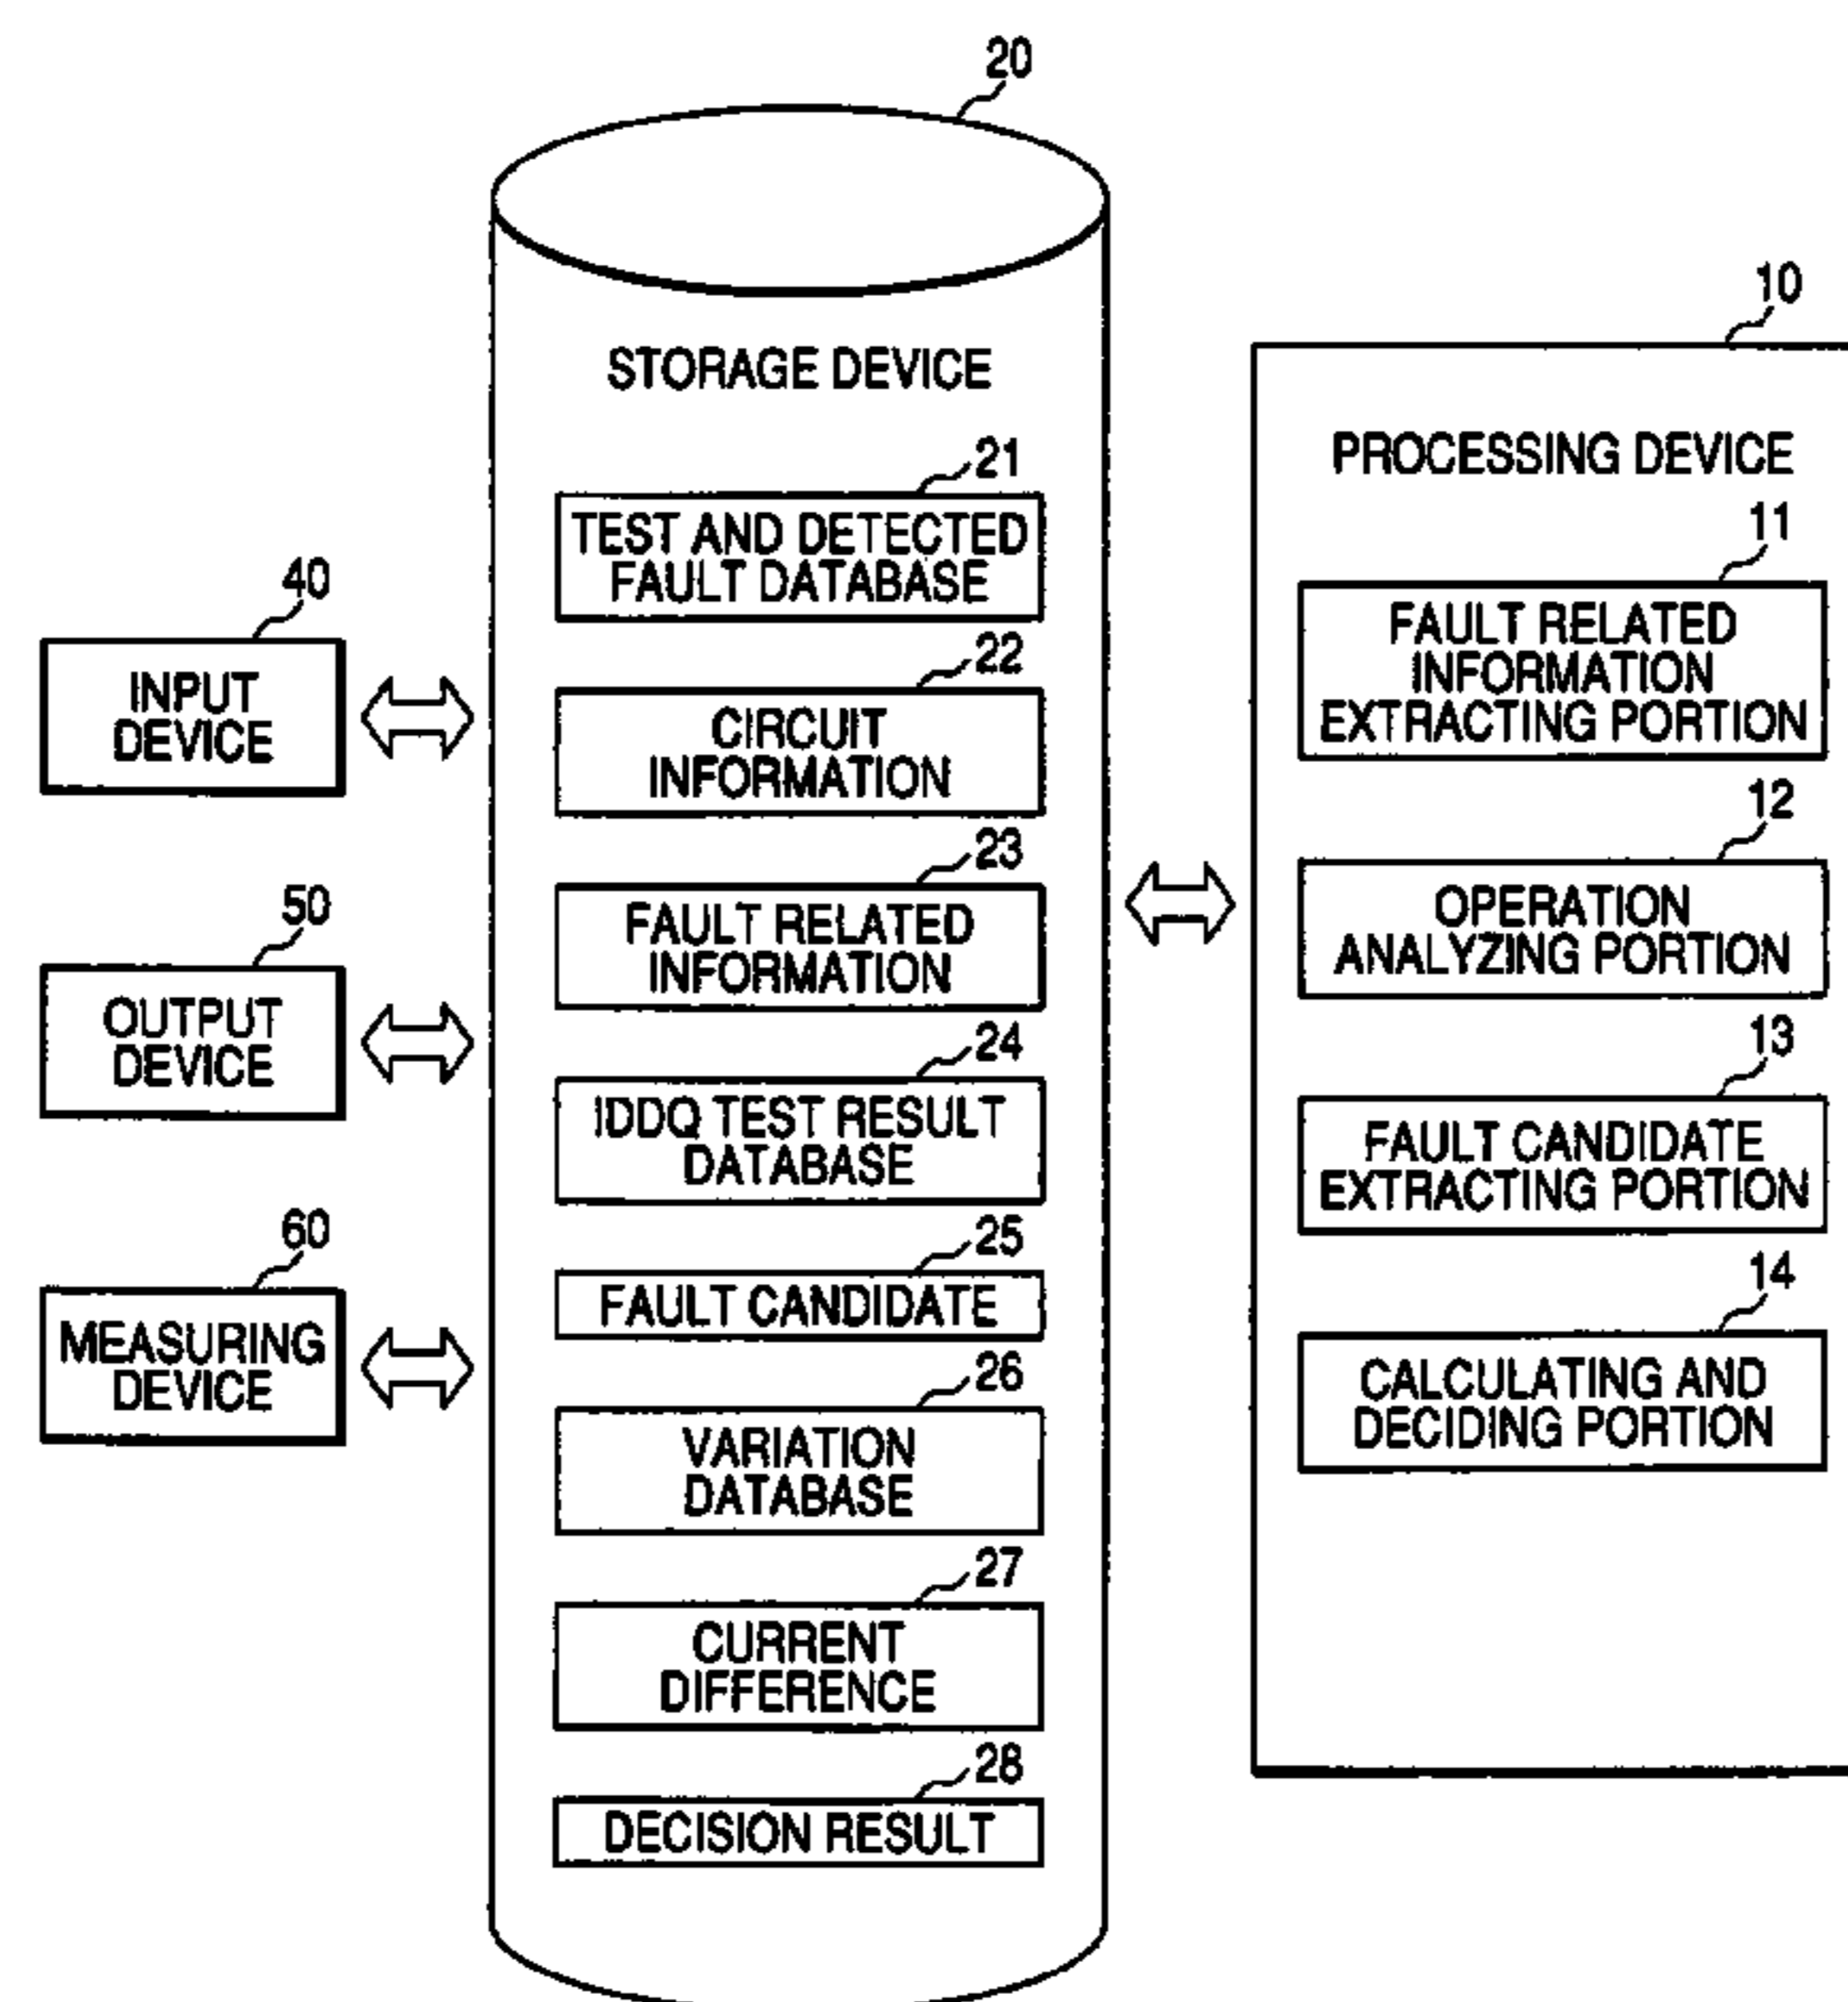 20
STORAGE DEVICE
21
TEST AND DETECTED
FAULT DATABASE
22
CIRCUIT
INFORMATION
23
FAULT RELATED
INFORMATION
24
IDDQ TEST RESULT
DATABASE
25
FAULT CANDIDATE
26
VARIATION
DATABASE
27
CURRENT
DIFFERENCE
28
DECISION RESULT
40
INPUT
DEVICE
50
OUTPUT
DEVICE
60
MEASURING
DEVICE
10
PROCESSING DEVICE
11
FAULT RELATED
INFORMATION
EXTRACTING PORTION
12
OPERATION
ANALYZING PORTION
13
FAULT CANDIDATE
EXTRACTING PORTION
14
CALCULATING AND
DECIDING PORTION